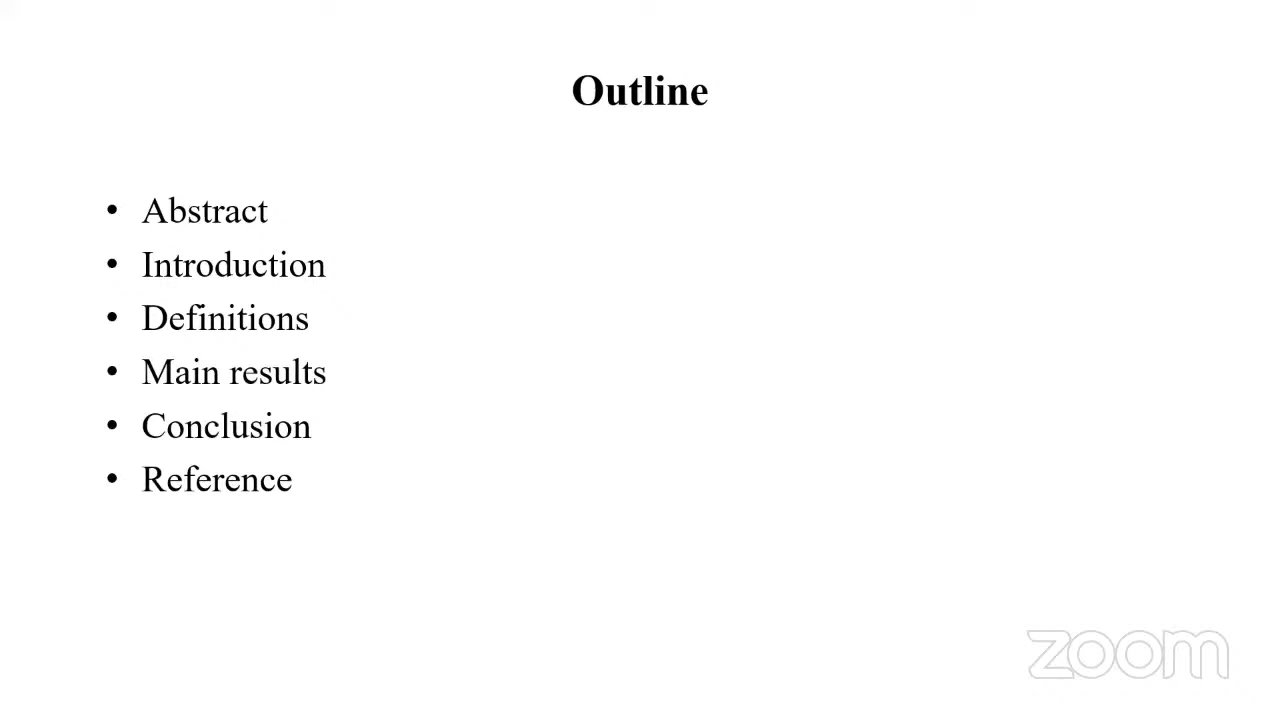 Outline
• Abstract
• Introduction
• Definitions
• Main results
• Conclusion
• Reference
zoom